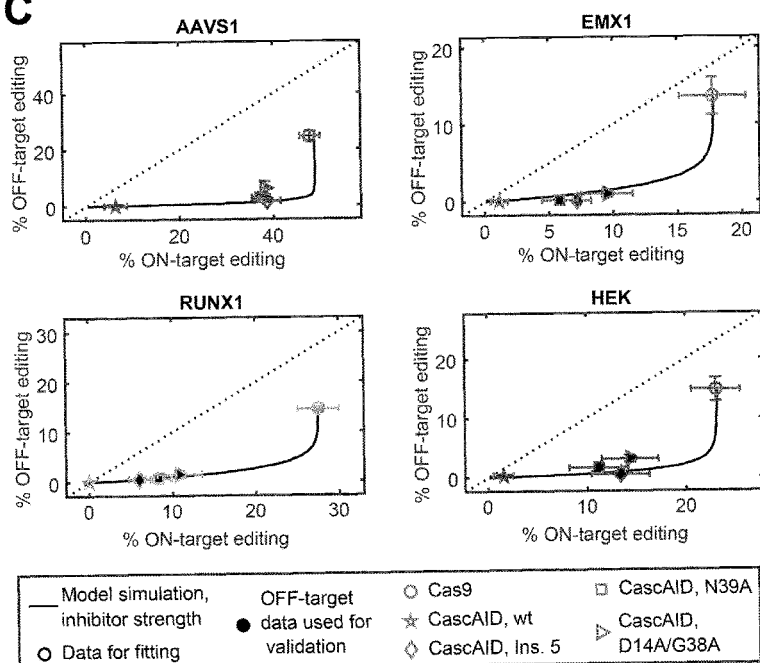 C
AAVS1
% OFF-target editing
40
20
0
0
20
40
% ON-target editing
EMX1
% OFF-target editing
20
10
0
0
5
10
15
20
% ON-target editing
RUNX1
% OFF-target editing
30
20
10
0
0
10
20
30
% ON-target editing
HEK
% OFF-target editing
20
10
0
0
10
20
% ON-target editing
Model simulation,
inhibitor strength
Data for fitting
OFF-target
data used for
validation
Cas9
CascAID, wt
CascAID, Ins. 5
CascAID, N39A
CascAID,
D14A/G38A